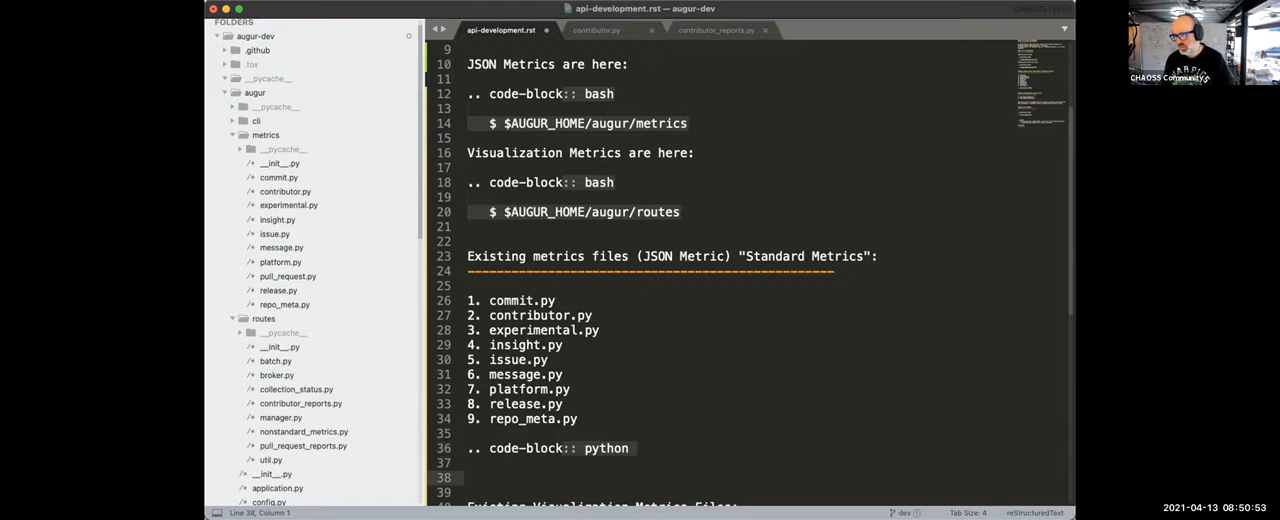 api-development.rst — augur-dev
UNREGISTERED
FOLDERS
augur-dev
.github
.tox
__pycache__
augur
__pycache__
cli
metrics
__pycache__
__init__.py
commit.py
contributor.py
experimental.py
insight.py
issue.py
message.py
platform.py
pull_request.py
release.py
repo_meta.py
routes
__pycache__
__init__.py
batch.py
broker.py
collection_status.py
contributor_reports.py
manager.py
nonstandard_metrics.py
pull_request_reports.py
util.py
__init__.py
application.py
config.py
api-development.rst
contributor.py
contributor_reports.py
9
10 JSON Metrics are here:
11
12 .. code-block:: bash
13
14 $ $AUGUR_HOME/augur/metrics
15
16 Visualization Metrics are here:
17
18 .. code-block:: bash
19
20 $ $AUGUR_HOME/augur/routes
21
22
23 Existing metrics files (JSON Metric) "Standard Metrics":
24 --------------------------------------------------
25
26 1. commit.py
27 2. contributor.py
28 3. experimental.py
29 4. insight.py
30 5. issue.py
31 6. message.py
32 7. platform.py
33 8. release.py
34 9. repo_meta.py
35
36 .. code-block:: python
37
38
39
Existing Visualization Metrics Files:
Line 38, Column 1
dev
1
Tab Size: 4
reStructuredText
CHAOSS Community
2021-04-13 08:50:53